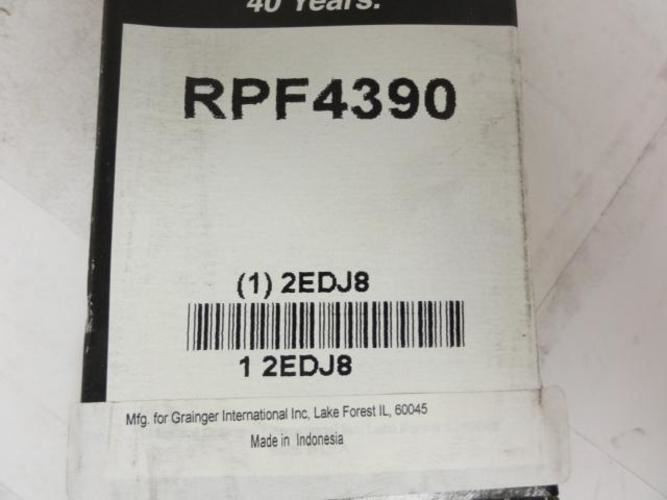 40 Years.
RPF4390
(1) 2EDJ8
1 2EDJ8
Mfg. for Grainger International Inc, Lake Forest IL, 60045
Made in Indonesia